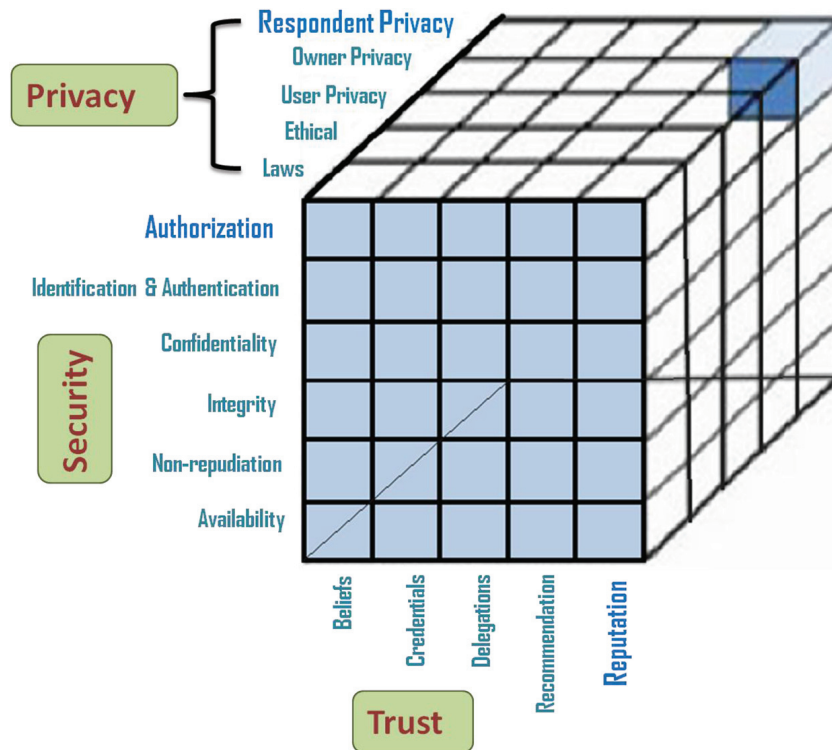 Respondent Privacy
Owner Privacy
User Privacy
Ethical
Laws
Privacy
Authorization
Identification & Authentication
Confidentiality
Integrity
Non-repudiation
Availability
Security
Beliefs
Credentials
Delegations
Recommendation
Reputation
Trust